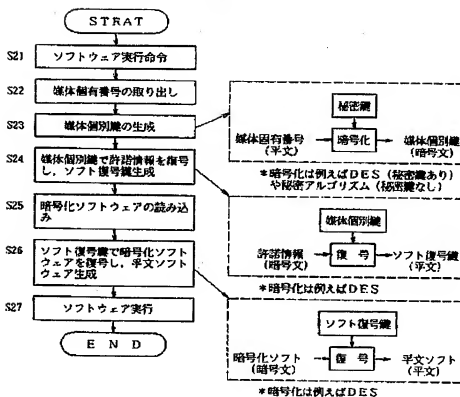 STRAT
S21
ソフトウェア実行命令
S22
媒体個有番号の取り出し
S23
媒体個別鍵の生成
S24
媒体個別鍵で許諾情報を復号
し，ソフト復号鍵生成
S25
暗号化ソフトウェアの読み込
み
S26
ソフト復号鍵で暗号化ソフト
ウェアを復号し，平文ソフト
ウェア生成
S27
ソフトウェア実行
END
秘密鍵
媒体固有番号
(平文)
暗号化
媒体個別鍵
(暗号文)
*暗号化は例えばDES（秘密鍵あり）
や秘密アルゴリズム（秘密鍵なし）
媒体個別鍵
許諾情報
(暗号文)
復 号
ソフト復号鍵
(平文)
*暗号化は例えばDES
ソフト復号鍵
暗号化ソフト
(暗号文)
復 号
平文ソフト
(平文)
*暗号化は例えばDES